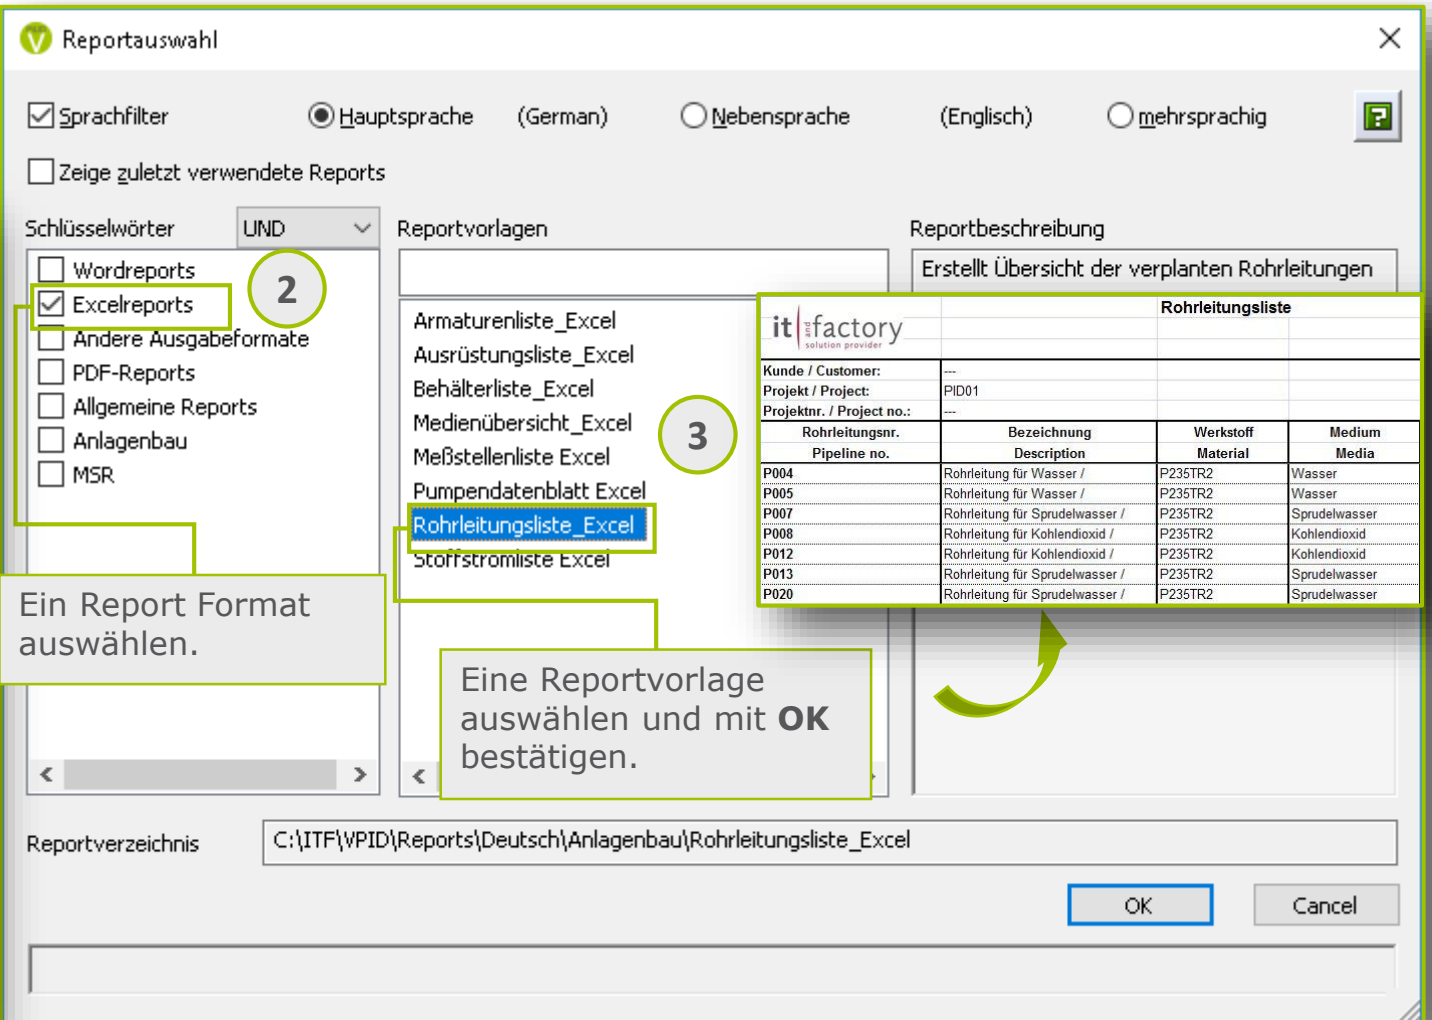 Reportauswahl
Sprachfilter
Hauptsprache (German)
Nebensprache (Englisch)
mehrsprachig
Zeige zuletzt verwendete Reports
Schlüsselwörter
UND
Wordreports
Excelreports
Andere Ausgabeformate
PDF-Reports
Allgemeine Reports
Anlagenbau
MSR
2
Ein Report Format
auswählen.
Reportvorlagen
Armaturenliste_Excel
Ausrüstungsliste_Excel
Behälterliste_Excel
Medienübersicht_Excel
Meßstellenliste Excel
Pumpendatenblatt Excel
Rohrleitungsliste_Excel
Stoffstromliste Excel
3
Eine Reportvorlage
auswählen und mit OK
bestätigen.
Reportbeschreibung
Erstellt Übersicht der verplanten Rohrleitungen
it and factory
solution provider
Rohrleitungsliste
Kunde / Customer: ---
Projekt / Project: PID01
Projektnr. / Project no.: ---
Rohrleitungsnr. Bezeichnung Werkstoff Medium
Pipeline no. Description Material Media
P004 Rohrleitung für Wasser / P235TR2 Wasser
P005 Rohrleitung für Wasser / P235TR2 Wasser
P007 Rohrleitung für Sprudelwasser / P235TR2 Sprudelwasser
P008 Rohrleitung für Kohlendioxid / P235TR2 Kohlendioxid
P012 Rohrleitung für Kohlendioxid / P235TR2 Kohlendioxid
P013 Rohrleitung für Sprudelwasser / P235TR2 Sprudelwasser
P020 Rohrleitung für Sprudelwasser / P235TR2 Sprudelwasser
Reportverzeichnis
C:\ITF\VPID\Reports\Deutsch\Anlagenbau\Rohrleitungsliste_Excel
OK
Cancel